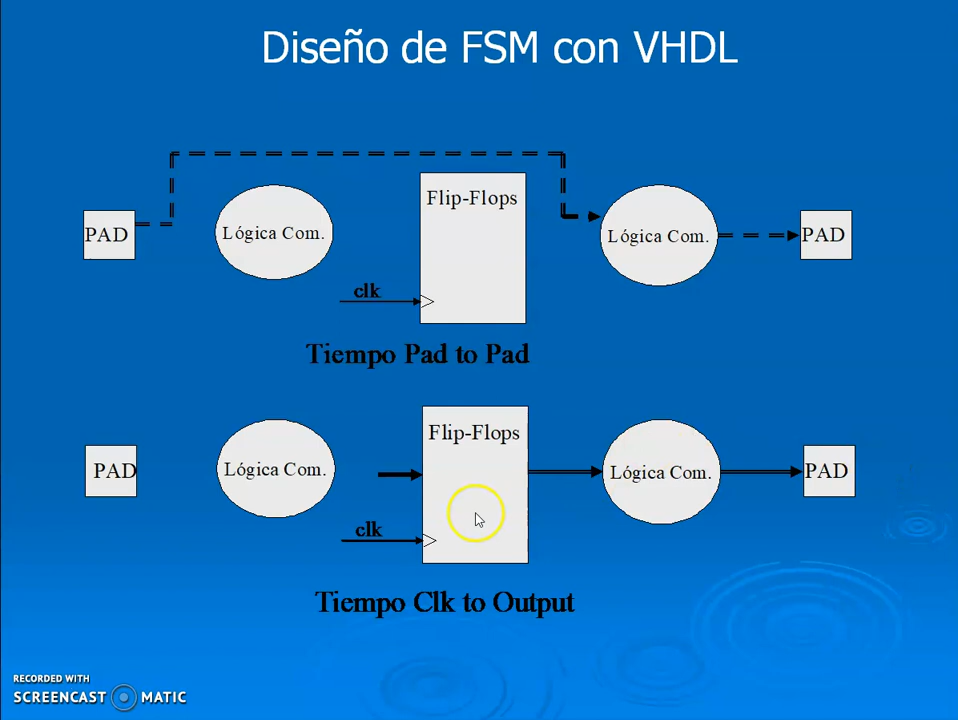 Diseño de FSM con VHDL
Flip-Flops
PAD
Lógica Com.
Lógica Com.
PAD
clk
Tiempo Pad to Pad
Flip-Flops
PAD
Lógica Com.
Lógica Com.
PAD
clk
Tiempo Clk to Output
RECORDED WITH
SCREENCAST MATIC